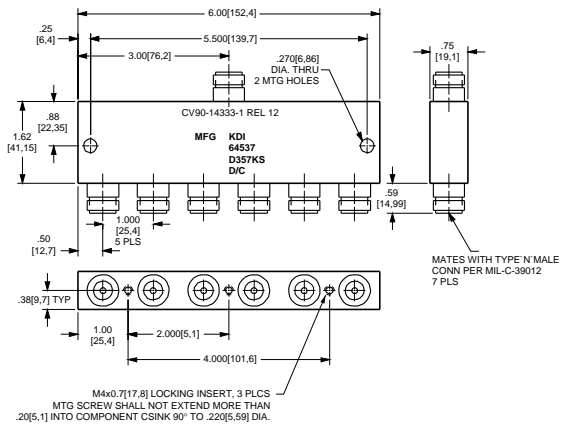 6.00[152,4]
.25
[6,4]
5.500[139,7]
.75
[19,1]
3.00[76,2]
.270[6,86]
DIA. THRU
2 MTG HOLES
CV90-14333-1 REL 12
.88
[22,35]
1.62
[41,15]
MFG KDI
64537
D357KS
D/C
.59
[14,99]
1.000
[25,4]
5 PLS
.50
[12,7]
MATES WITH TYPE`N`MALE
CONN PER MIL-C-39012
7 PLS
.38[9,7] TYP
1.00
[25,4]
2.000[5,1]
4.000[101,6]
M4x0.7[17,8] LOCKING INSERT, 3 PLCS
MTG SCREW SHALL NOT EXTEND MORE THAN
.20[5,1] INTO COMPONENT CSINK 90° TO .220[5,59] DIA.